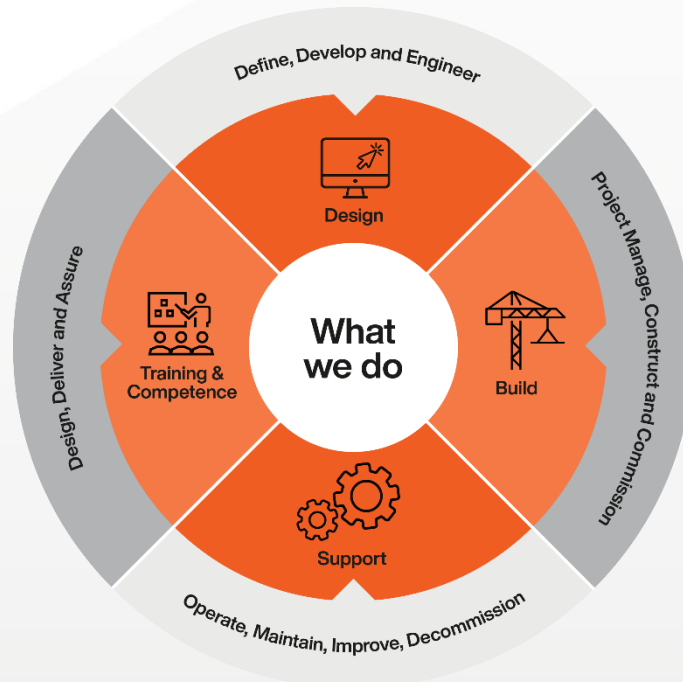 Define, Develop and Engineer
Design
Project Manage, Construct and Commission
Build
What
we do
Training &
Competence
Design, Deliver and Assure
Support
Operate, Maintain, Improve, Decommission